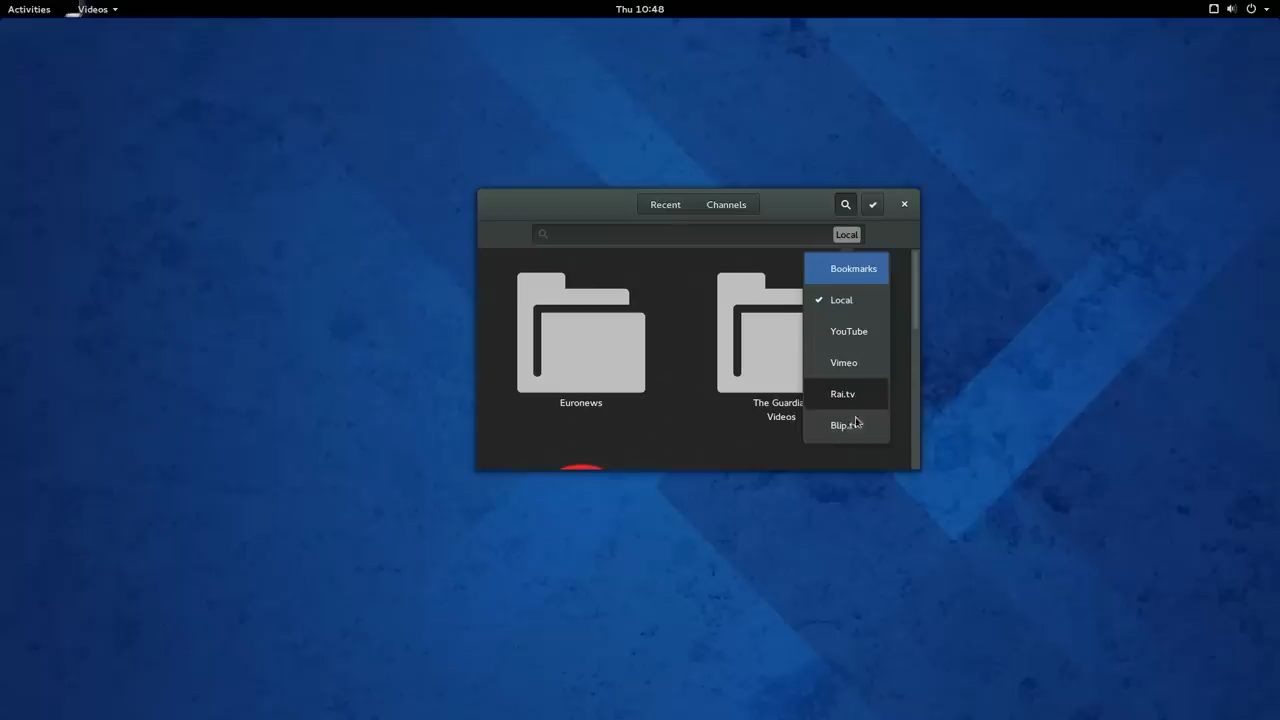 Activities
Videos
Thu 10:48
Recent
Channels
Local
Bookmarks
Local
YouTube
Vimeo
Rai.tv
Euronews
The Guardia
Videos